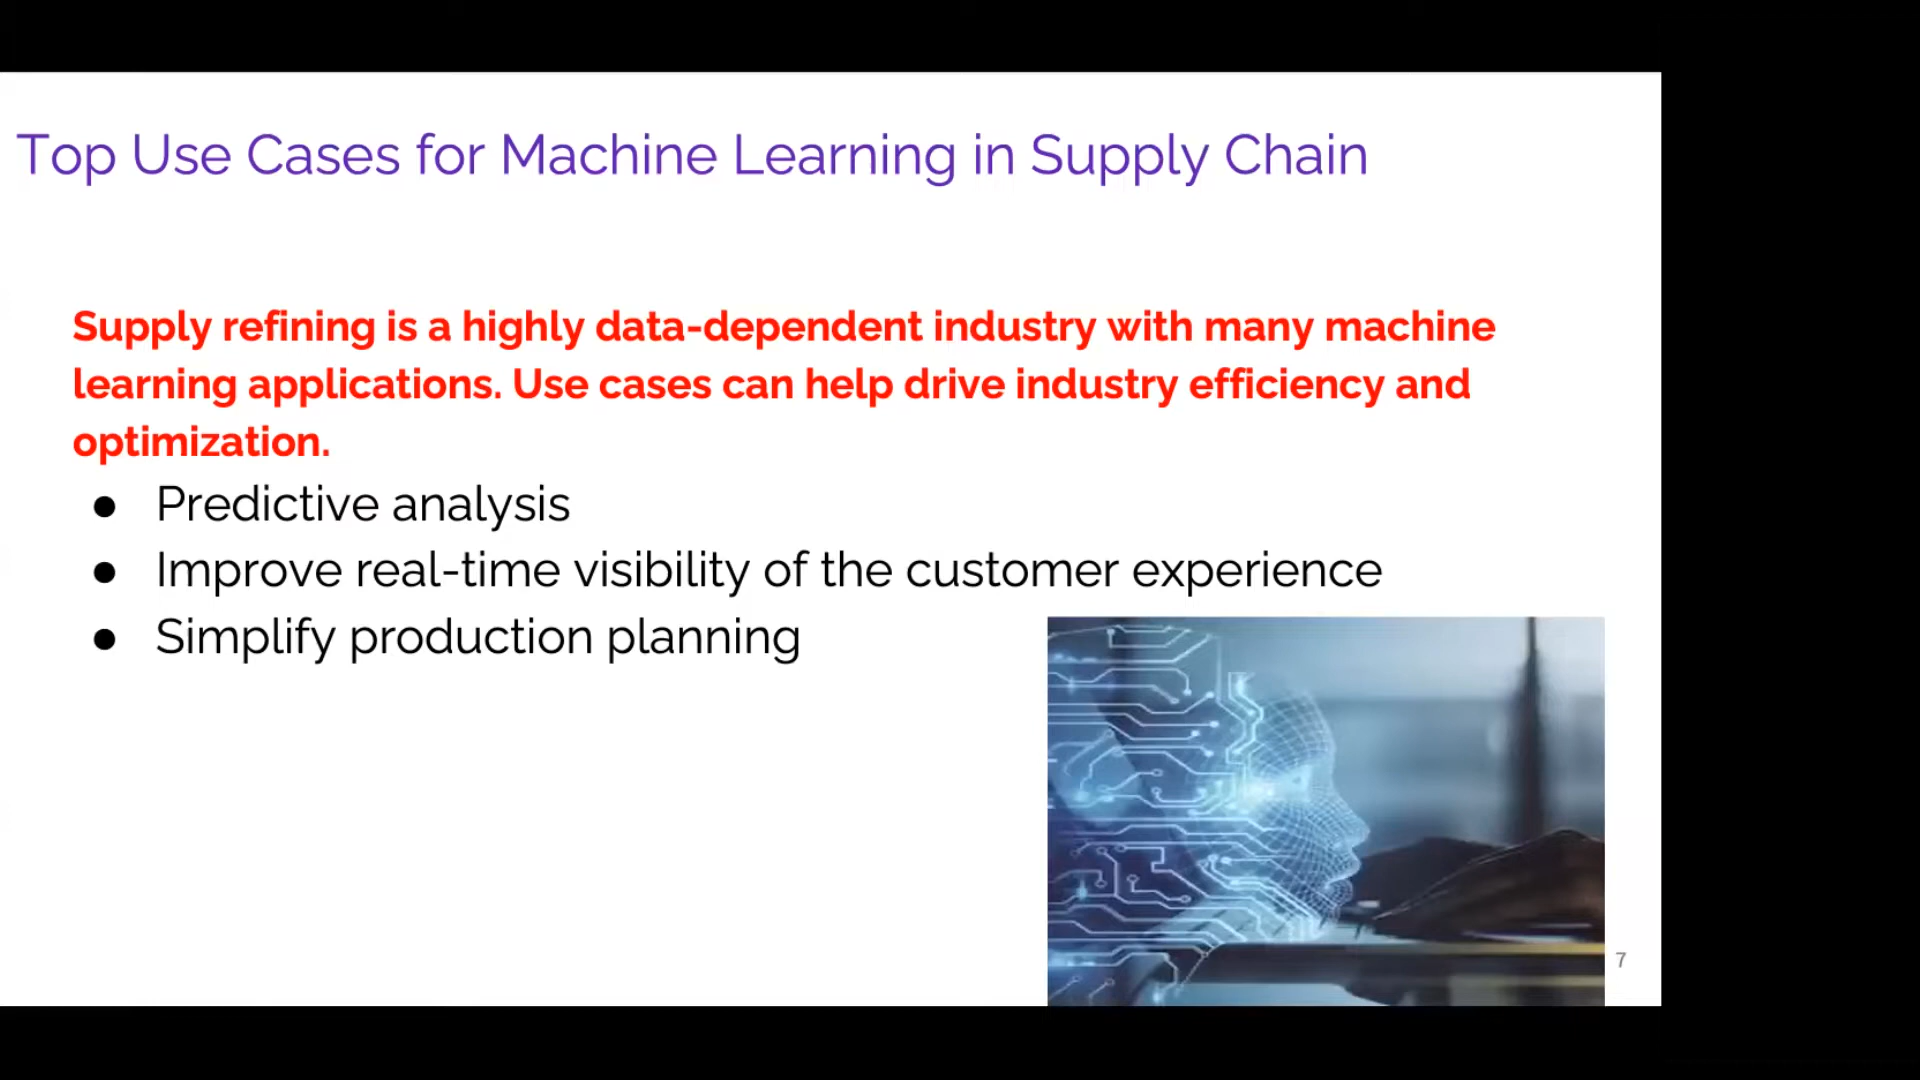 Top Use Cases for Machine Learning in Supply Chain
Supply refining is a highly data-dependent industry with many machine
learning applications. Use cases can help drive industry efficiency and
optimization.
● Predictive analysis
● Improve real-time visibility of the customer experience
● Simplify production planning
7